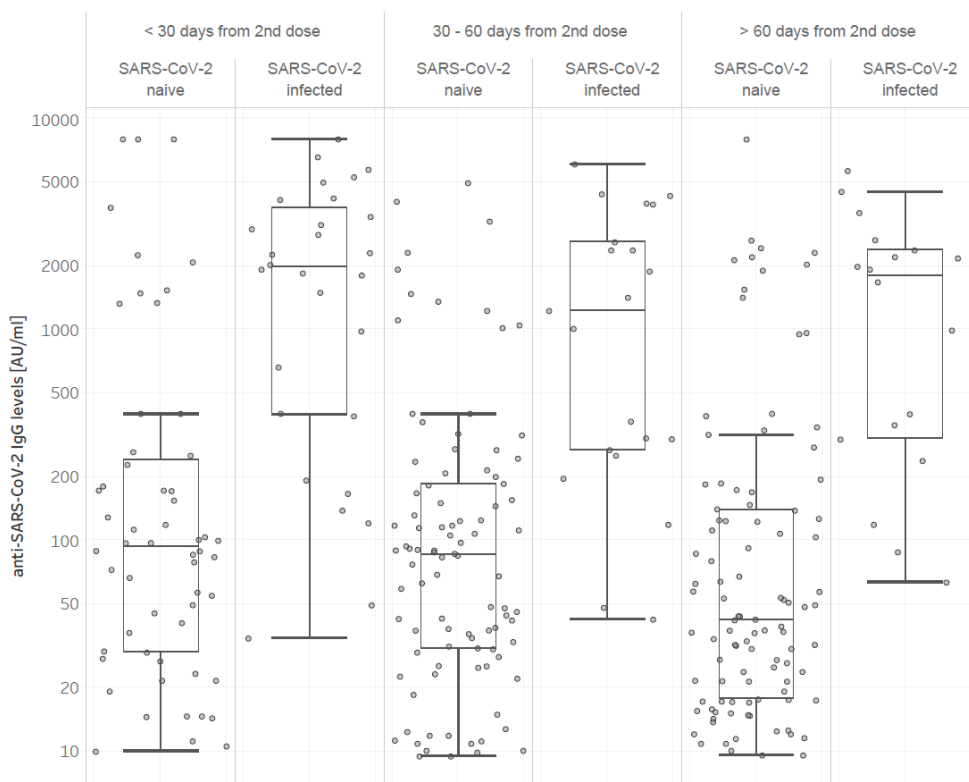 < 30 days from 2nd dose
30 - 60 days from 2nd dose
> 60 days from 2nd dose
SARS-CoV-2
naive
SARS-CoV-2
infected
SARS-CoV-2
naive
SARS-CoV-2
infected
SARS-CoV-2
naive
SARS-CoV-2
infected
anti-SARS-CoV-2 IgG levels [AU/ml]
10000
5000
2000
1000
500
200
100
50
20
10